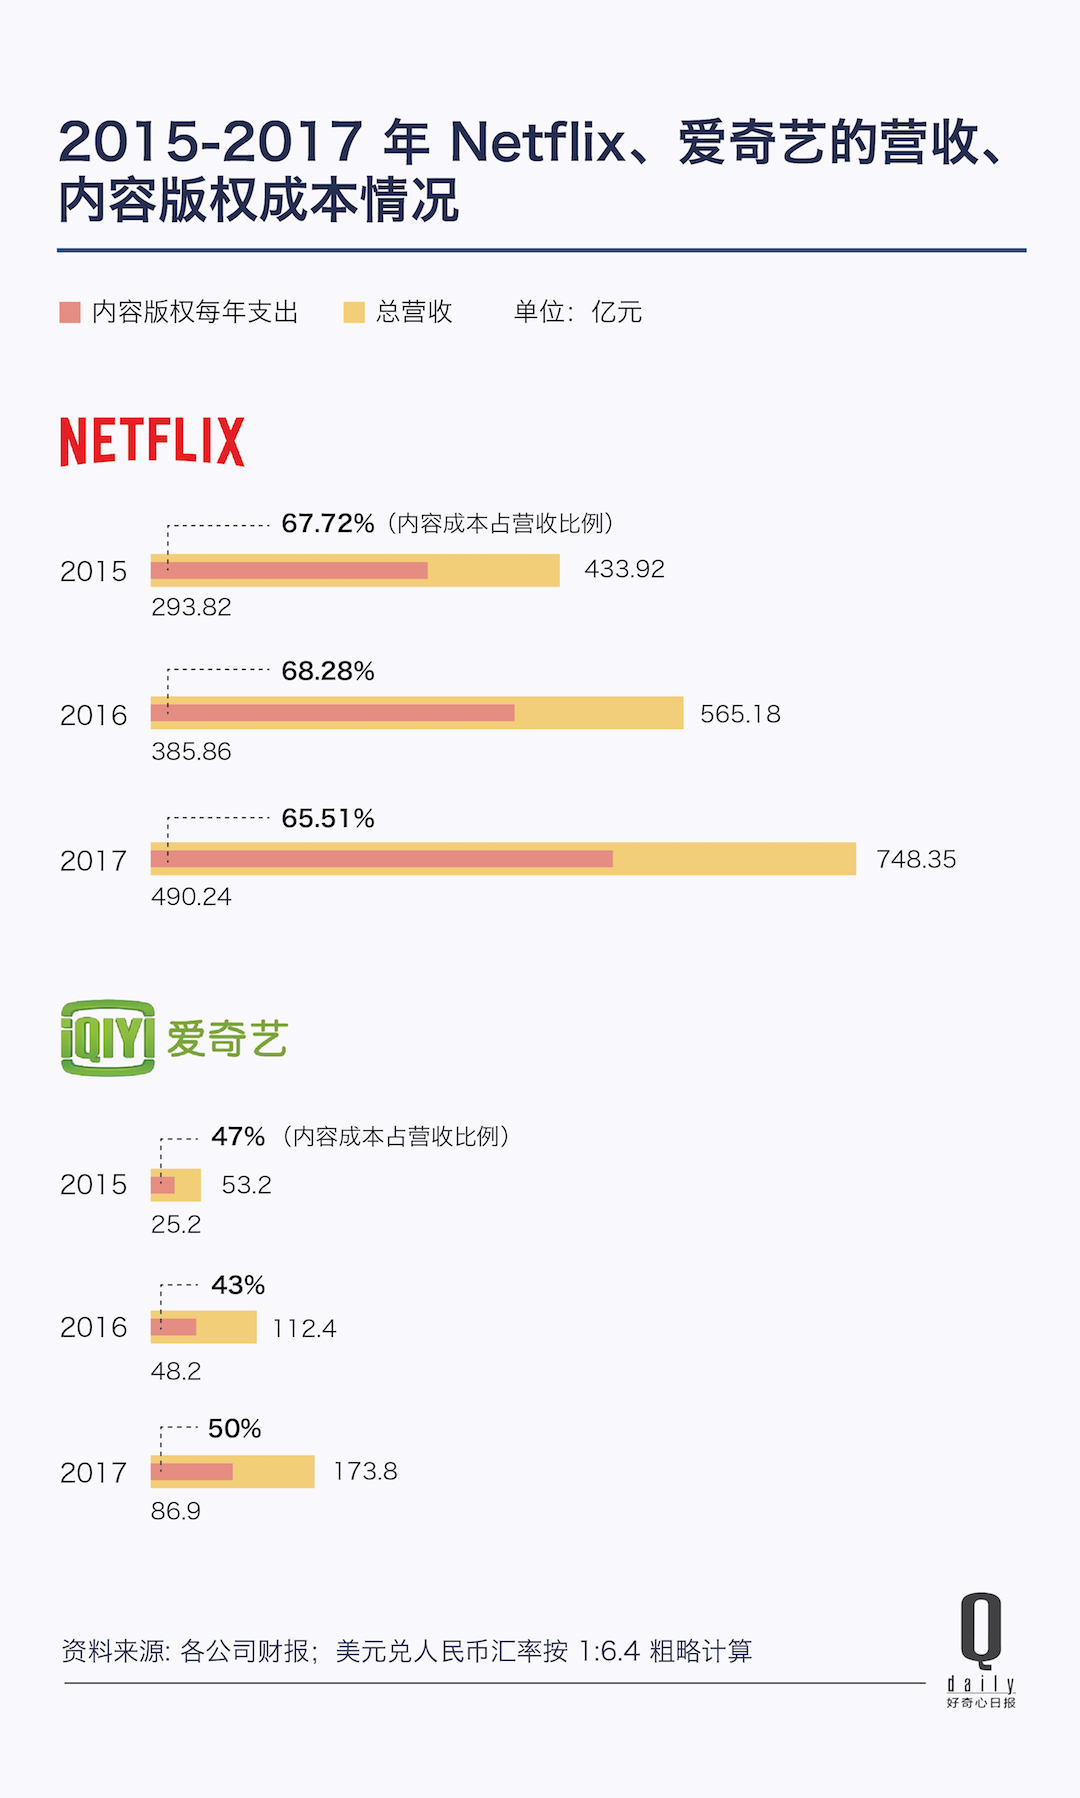 2015-2017 年 Netflix、爱奇艺的营收、
内容版权成本情况
内容版权每年支出 总营收 单位：亿元
NETFLIX
67.72%（内容成本占营收比例）
2015 433.92
293.82
68.28%
2016 565.18
385.86
65.51%
2017 748.35
490.24
iQIYI 爱奇艺
47%（内容成本占营收比例）
2015 53.2
25.2
43%
2016 112.4
48.2
50%
2017 173.8
86.9
资料来源: 各公司财报；美元兑人民币汇率按 1:6.4 粗略计算
Q
daily
好奇心日报